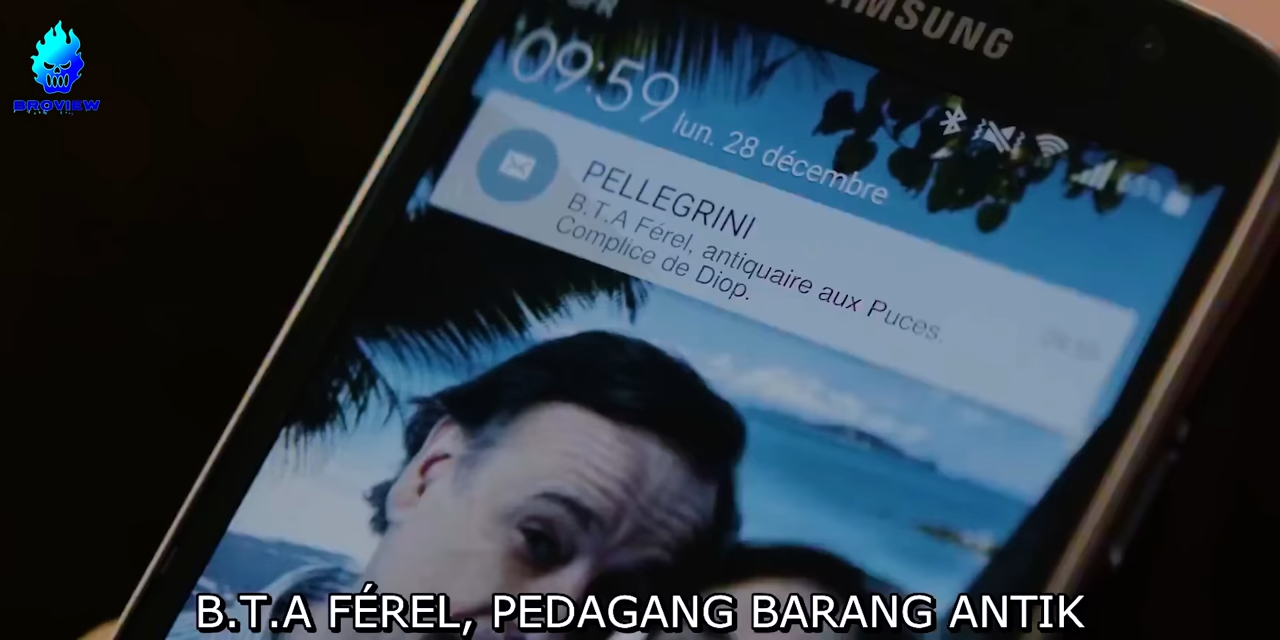 BROVIEW
SAMSUNG
09:59 lun. 28 décembre
PELLEGRINI
B.T.A Férel, antiquaire aux Puces.
Complice de Diop.
B.T.A FÉREL, PEDAGANG BARANG ANTIK